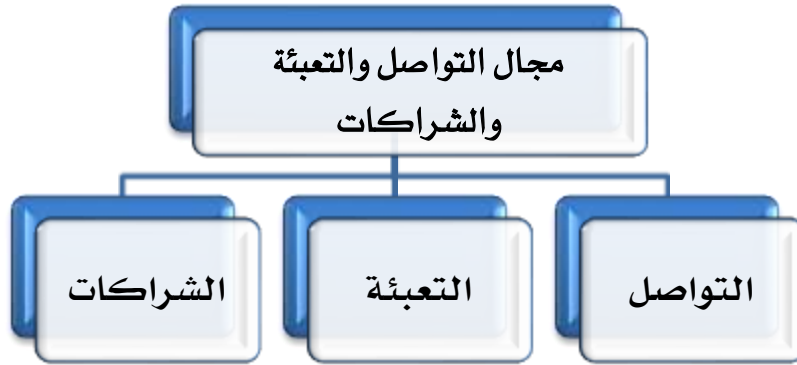 مجال التواصل والتعبئة
والشراكات
التواصل
التعبئة
الشراكات